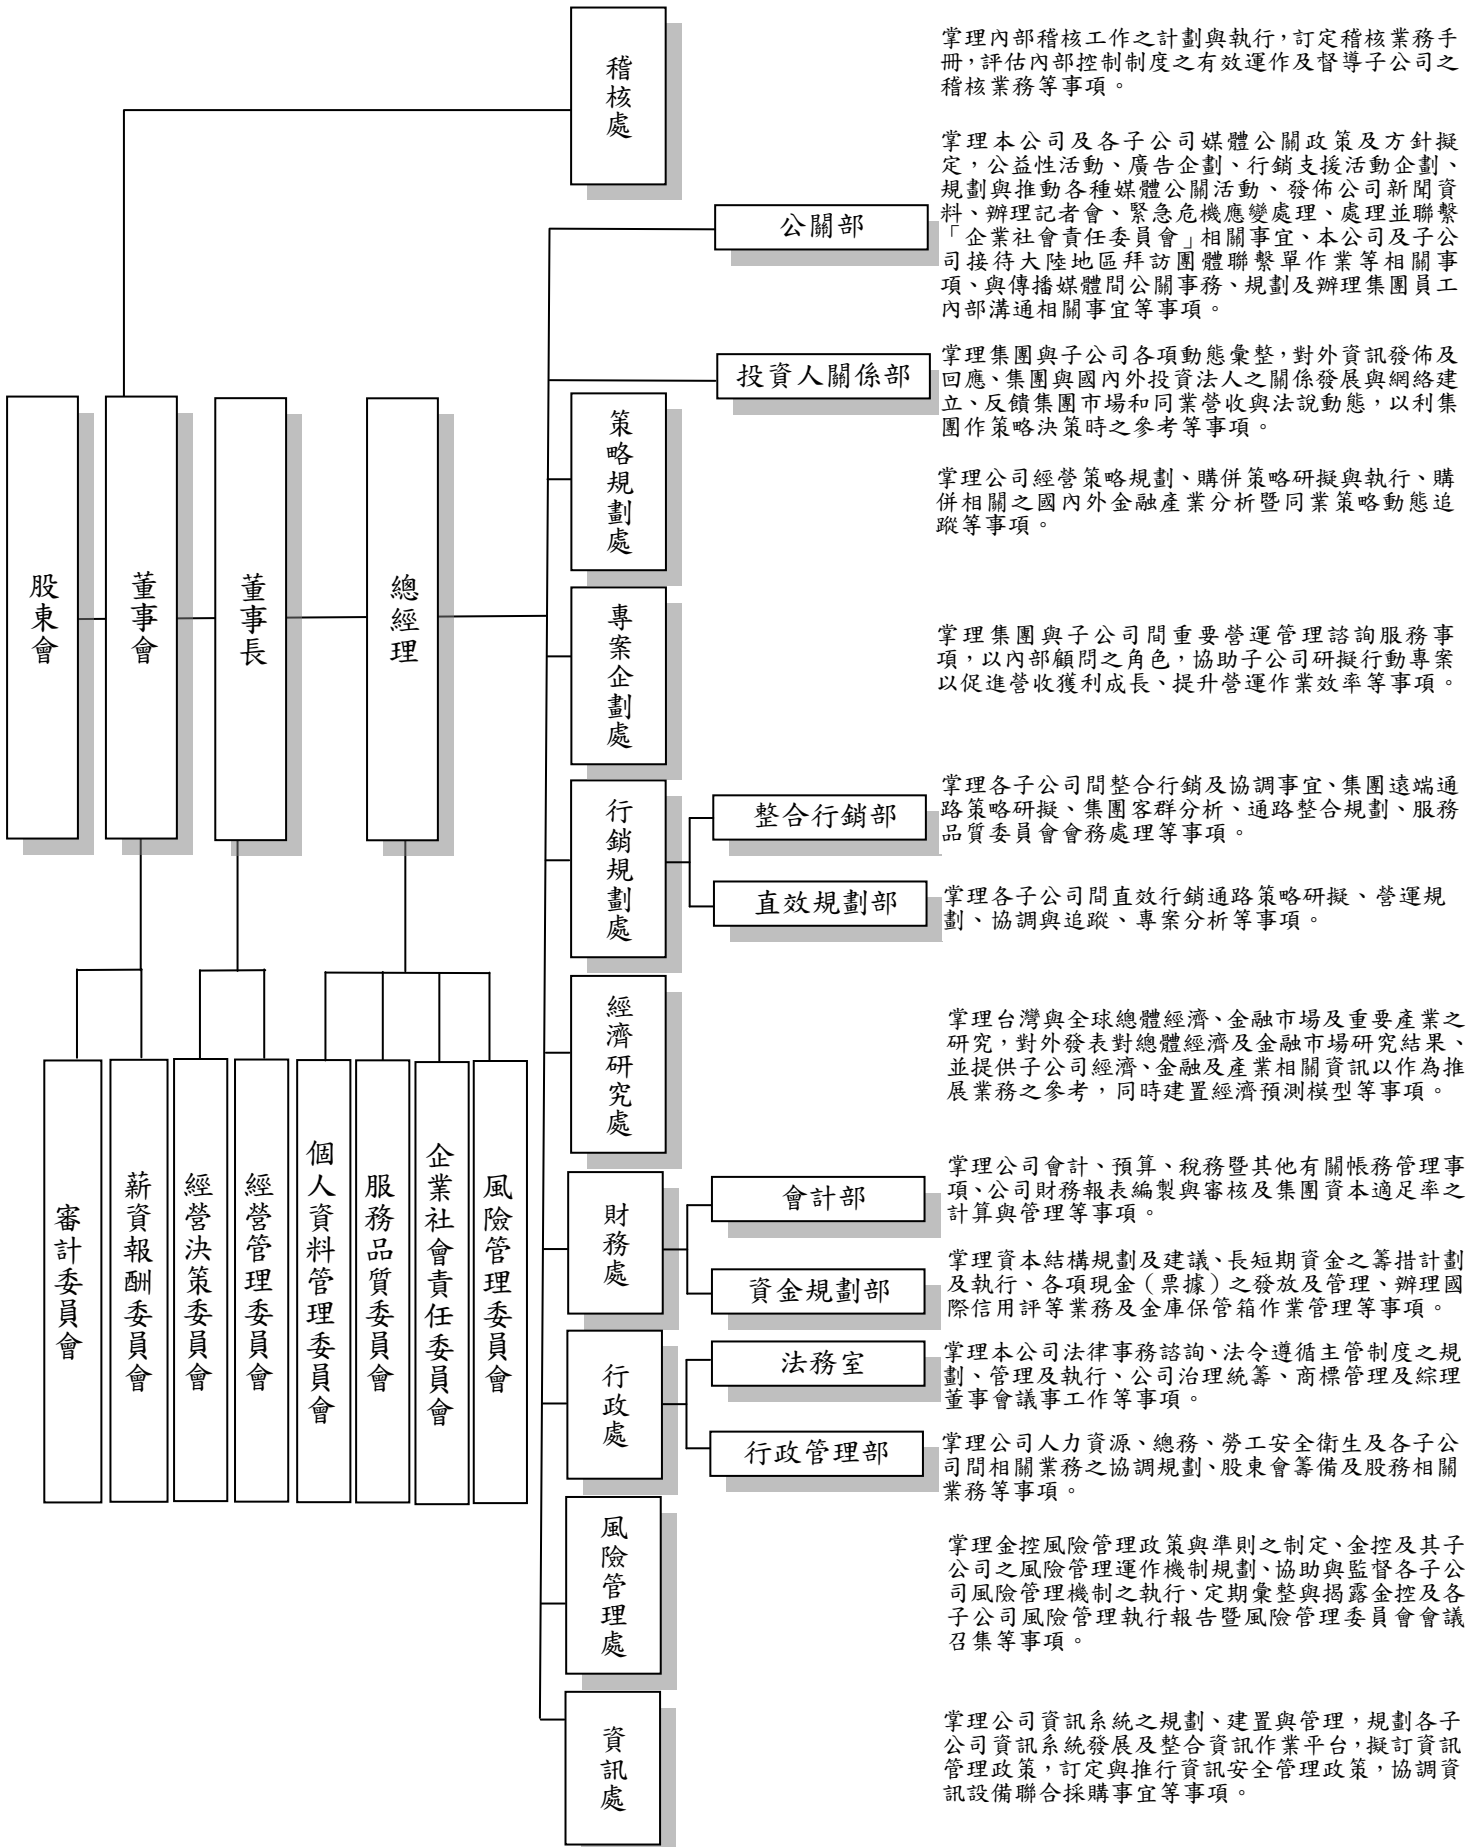 稽核處
掌理內部稽核工作之計劃與執行，訂定稽核業務手
冊，評估內部控制制度之有效運作及督導子公司之
稽核業務等事項。
公關部
掌理本公司及各子公司媒體公關政策及方針擬
定，公益性活動、廣告企劃、行銷支援活動企劃、
規劃與推動各種媒體公關活動、發佈公司新聞資
料、辦理記者會、緊急危機應變處理、處理並聯繫
「企業社會責任委員會」相關事宜、本公司及子公
司接待大陸地區拜訪團體聯繫單作業等相關事
項、與傳播媒體間公關事務、規劃及辦理集團員工
內部溝通相關事宜等事項。
投資人關係部
掌理集團與子公司各項動態彙整，對外資訊發佈及
回應、集團與國內外投資法人之關係發展與網絡建
立、反饋集團市場和同業營收與法說動態，以利集
團作策略決策時之參考等事項。
股東會
董事會
董事長
總經理
策略規劃處
掌理公司經營策略規劃、購併策略研擬與執行、購
併相關之國內外金融產業分析暨同業策略動態追
蹤等事項。
專案企劃處
掌理集團與子公司間重要營運管理諮詢服務事
項，以內部顧問之角色，協助子公司研擬行動專案
以促進營收獲利成長、提升營運作業效率等事項。
行銷規劃處
整合行銷部
掌理各子公司間整合行銷及協調事宜、集團遠端通
路策略研擬、集團客群分析、通路整合規劃、服務
品質委員會會務處理等事項。
直效規劃部
掌理各子公司間直效行銷通路策略研擬、營運規
劃、協調與追蹤、專案分析等事項。
經濟研究處
掌理台灣與全球總體經濟、金融市場及重要產業之
研究，對外發表對總體經濟及金融市場研究結果、
並提供子公司經濟、金融及產業相關資訊以作為推
展業務之參考，同時建置經濟預測模型等事項。
審計委員會
薪資報酬委員會
經營決策委員會
經營管理委員會
個人資料管理委員會
服務品質委員會
企業社會責任委員會
風險管理委員會
財務處
會計部
掌理公司會計、預算、稅務暨其他有關帳務管理事
項、公司財務報表編製與審核及集團資本適足率之
計算與管理等事項。
資金規劃部
掌理資本結構規劃及建議、長短期資金之籌措計劃
及執行、各項現金（票據）之發放及管理、辦理國
際信用評等業務及金庫保管箱作業管理等事項。
行政處
法務室
掌理本公司法律事務諮詢、法令遵循主管制度之規
劃、管理及執行、公司治理統籌、商標管理及綜理
董事會議事工作等事項。
行政管理部
掌理公司人力資源、總務、勞工安全衛生及各子公
司間相關業務之協調規劃、股東會籌備及股務相關
業務等事項。
風險管理處
掌理金控風險管理政策與準則之制定、金控及其子
公司之風險管理運作機制規劃、協助與監督各子公
司風險管理機制之執行、定期彙整與揭露金控及各
子公司風險管理執行報告暨風險管理委員會會議
召集等事項。
資訊處
掌理公司資訊系統之規劃、建置與管理，規劃各子
公司資訊系統發展及整合資訊作業平台，擬訂資訊
管理政策，訂定與推行資訊安全管理政策，協調資
訊設備聯合採購事宜等事項。